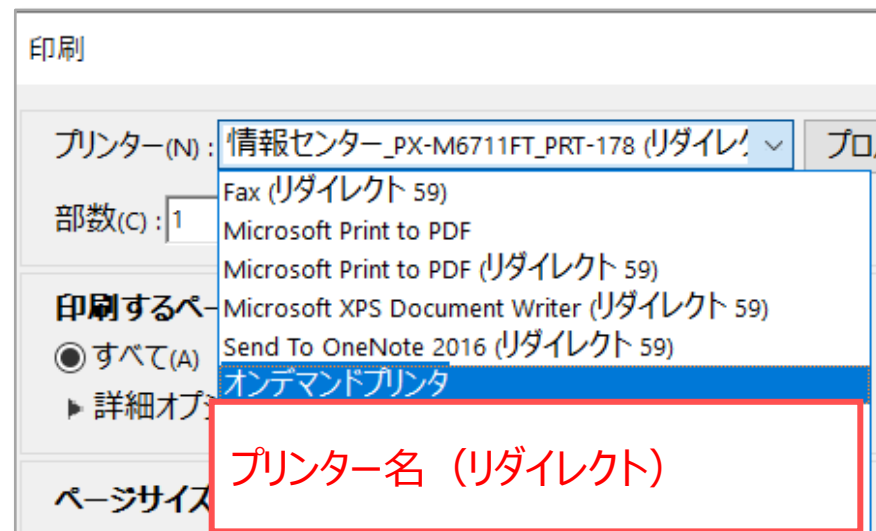 印刷
プリンター(N) : 情報センター_PX-M6711FT_PRT-178 (リダイレク プロ
Fax (リダイレクト 59)
部数(C) : 1
Microsoft Print to PDF
Microsoft Print to PDF (リダイレクト 59)
印刷するペー
Microsoft XPS Document Writer (リダイレクト 59)
すべて(A)
Send To OneNote 2016 (リダイレクト 59)
オンデマンドプリンタ
詳細オプ
プリンター名（リダイレクト）
ページサイズ